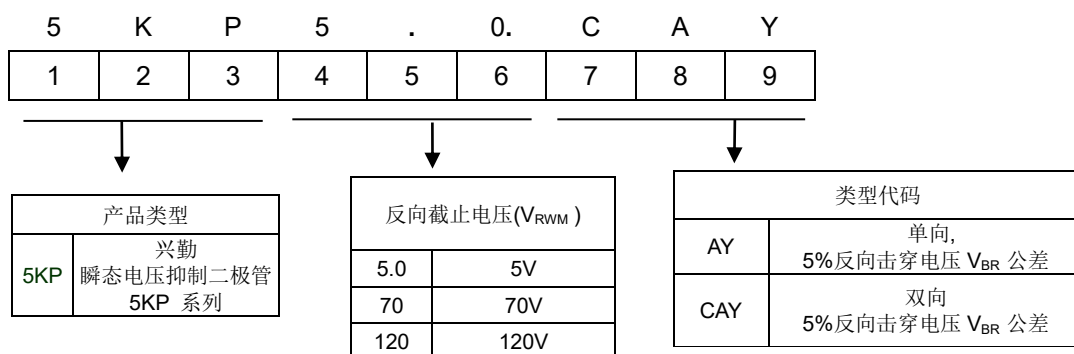 5 K P 5 . 0. C A Y
1 2 3 4 5 6 7 8 9
产品类型
5KP
兴勤
瞬态电压抑制二极管
5KP 系列
反向截止电压(VRWM )
5.0 5V
70 70V
120 120V
类型代码
AY
单向,
5%反向击穿电压 VBR 公差
CAY
双向
5%反向击穿电压 VBR 公差